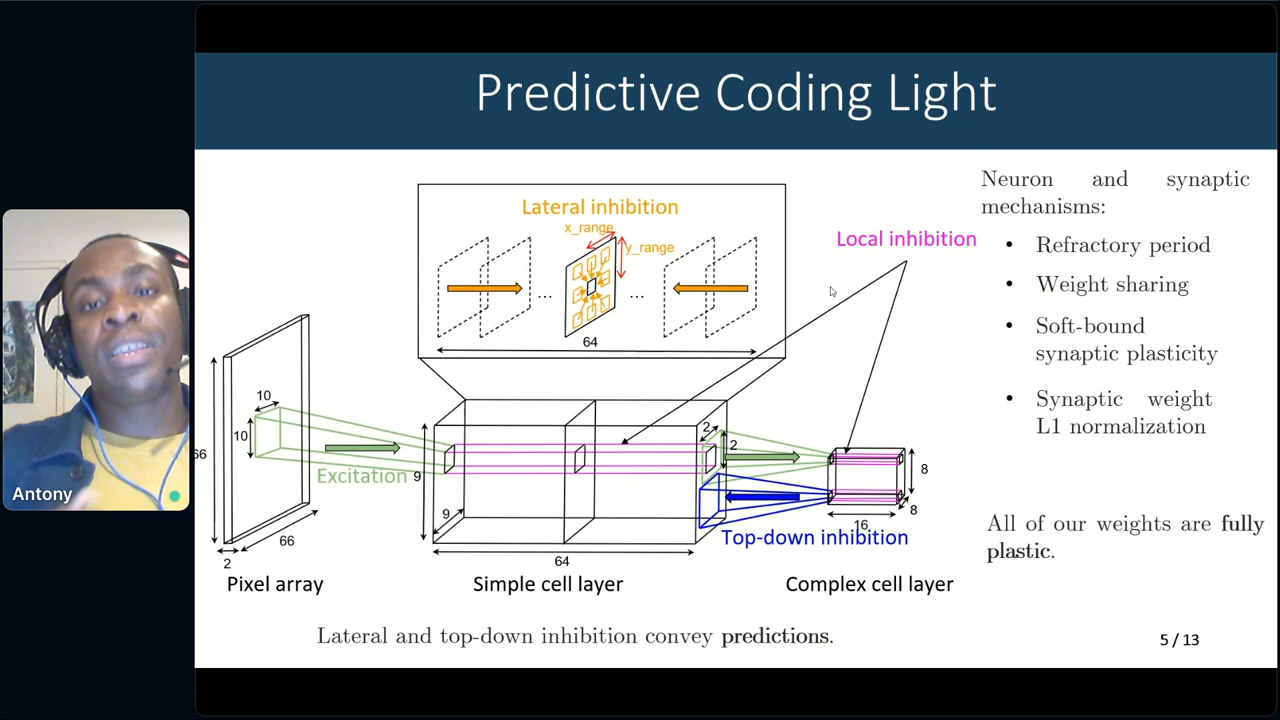 Predictive Coding Light
Lateral inhibition
x_range
y_range
...
...
64
Local inhibition
Neuron and synaptic
mechanisms:
• Refractory period
• Weight sharing
• Soft-bound
synaptic plasticity
• Synaptic weight
L1 normalization
All of our weights are fully
plastic.
10
10
66
66
2
Excitation
9
9
64
2
2
8
8
16
Top-down inhibition
Pixel array
Simple cell layer
Complex cell layer
Lateral and top-down inhibition convey predictions.
5 / 13
Antony